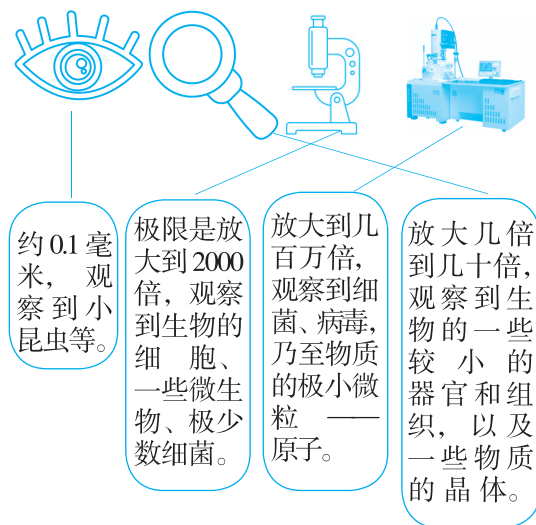 约0.1毫
米，观
察到小
昆虫等。
极限是放
大到2000
倍，观察
到生物的
细胞、
一些微生
物、极少
数细菌。
放大到几
百万倍，
观察到细
菌、病毒，
乃至物质
的极小微
粒——
原子。
放大几倍
到几十倍，
观察到生
物的一些
较小的
器官和组
织，以及
一些物质
的晶体。